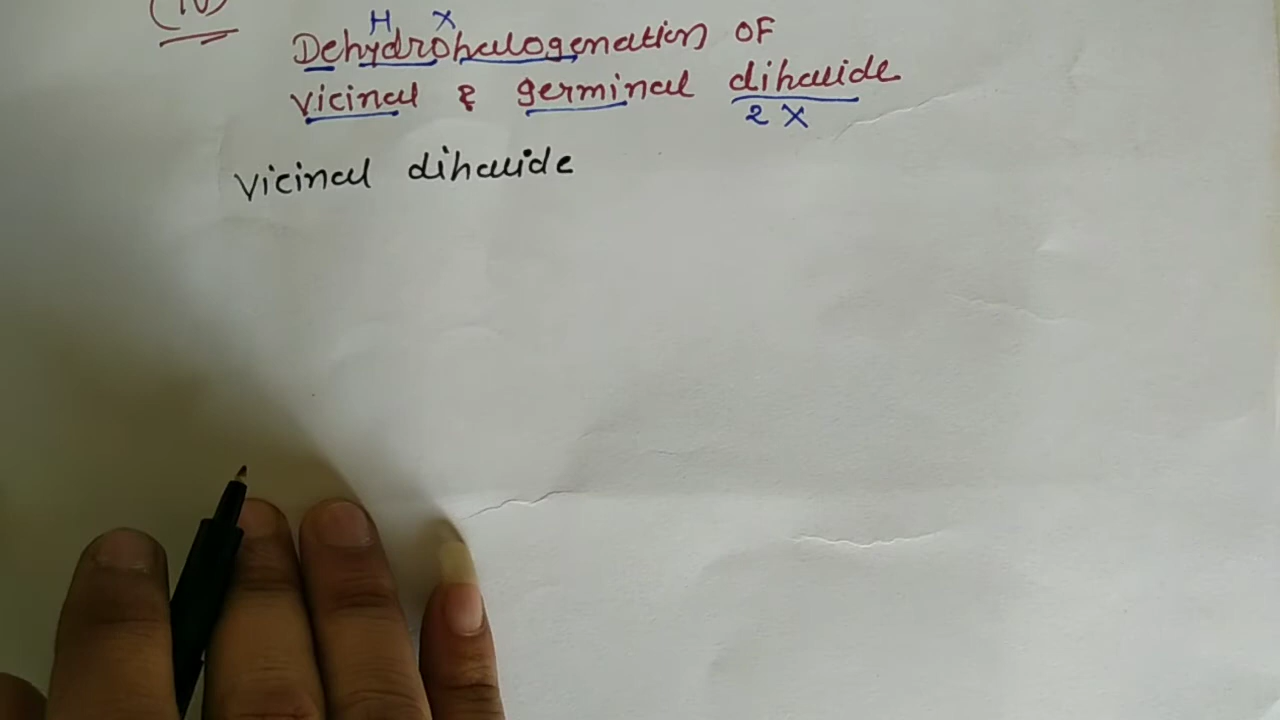 (IV)
H X
Dehydrohalogenation OF
vicinal & germinal dihalide
2 X
vicinal dihalide